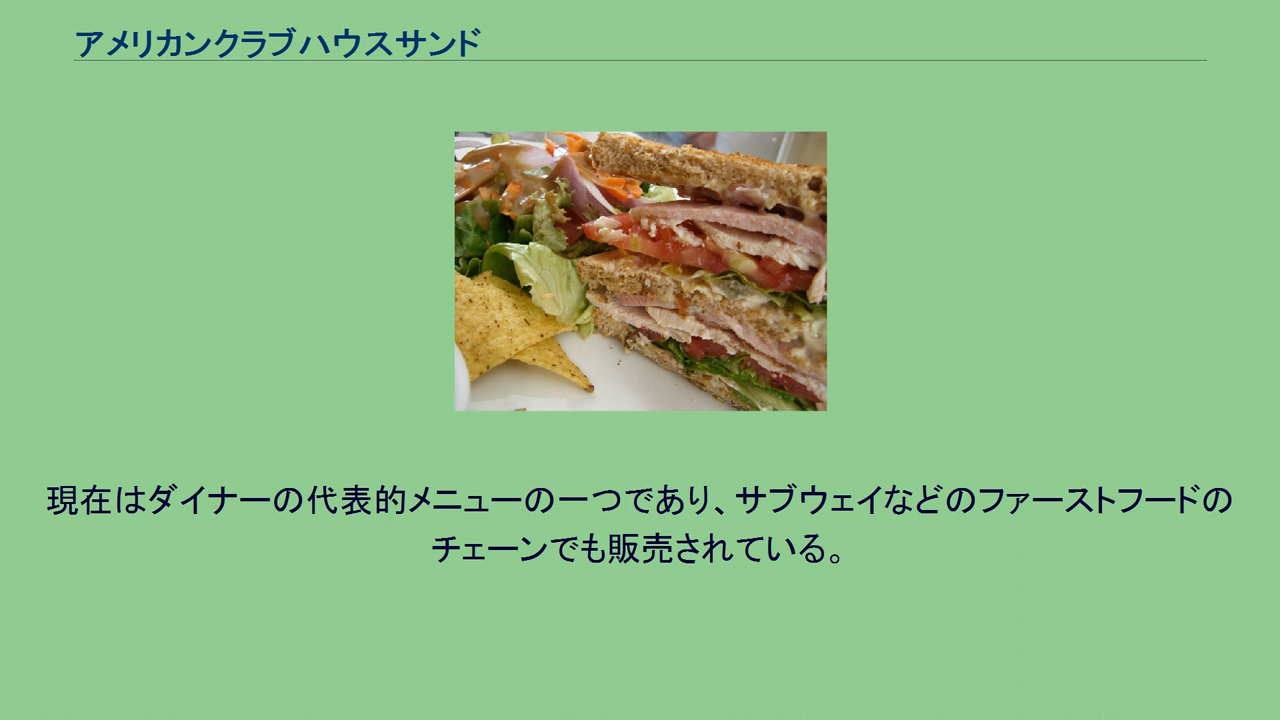 アメリカンクラブハウスサンド
現在はダイナーの代表的メニューの一つであり、サブウェイなどのファーストフードの
チェーンでも販売されている。